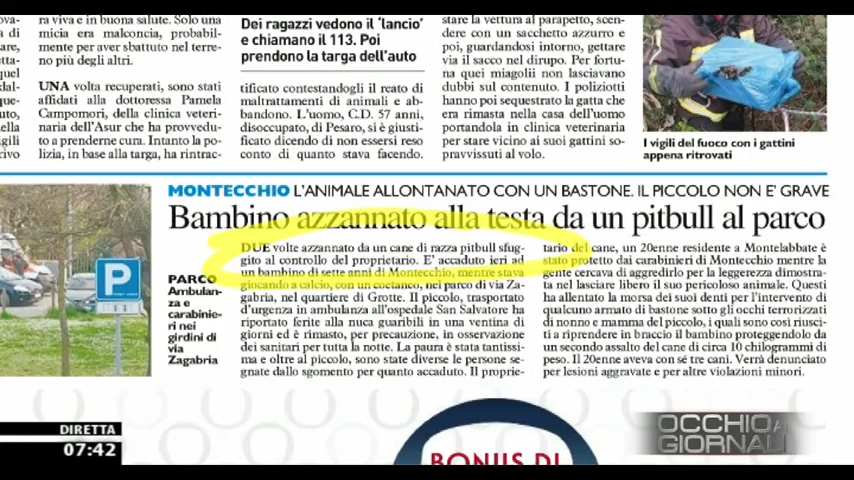 ra viva e in buona salute. Solo una
micia era malconcia, probabil-
mente per aver sbattuto nel terre-
no più degli altri.
UNA volta recuperati, sono stati
affidati alla dottoressa Pamela
Campomori, della clinica veteri-
naria dell'Asur che ha provvedu-
to a prenderne cura. Intanto la po-
lizia, in base alla targa, ha rintrac-
Dei ragazzi vedono il 'lancio'
e chiamano il 113. Poi
prendono la targa dell'auto
tificato contestandogli il reato di
maltrattamenti di animali e ab-
bandono. L'uomo, C.D. 57 anni,
disoccupato, di Pesaro, si è giusti-
ficato dicendo di non essersi reso
conto di quanto stava facendo.
stare la vettura al parapetto, scen-
dere con un sacchetto azzurro e
poi, guardandosi intorno, gettare
via il sacco nel dirupo. Per fortu-
na quei miagolii non lasciavano
dubbi sul contenuto. I poliziotti
hanno poi sequestrato la gatta che
era rimasta nella casa dell'uomo
portandola in clinica veterinaria
per stare vicino ai suoi gattini so-
pravvissuti al volo.
I vigili del fuoco con i gattini
appena ritrovati
MONTECCHIO L'ANIMALE ALLONTANATO CON UN BASTONE. IL PICCOLO NON E' GRAVE
Bambino azzannato alla testa da un pitbull al parco
P
PARCO
Ambulan-
za e
carabinie-
ri nei
girdini di
via
Zagabria
DUE volte azzannato da un cane di razza pitbull sfug-
gito al controllo del proprietario. E' accaduto ieri ad
un bambino di sette anni di Montecchio, mentre stava
giocando a calcio, con un coetaneo, nel parco di via Za-
gabria, nel quartiere di Grotte. Il piccolo, trasportato
d'urgenza in ambulanza all'ospedale San Salvatore ha
riportato ferite alla nuca guaribili in una ventina di
giorni ed è rimasto, per precauzione, in osservazione
dei sanitari per tutta la notte. La paura è stata tantissi-
ma e oltre al piccolo, sono state diverse le persone se-
gnate dallo sgomento per quanto accaduto. Il proprie-
tario del cane, un 20enne residente a Montelabbate è
stato protetto dai carabinieri di Montecchio mentre la
gente cercava di aggredirlo per la leggerezza dimostra-
ta nel lasciare libero il suo pericoloso animale. Questi
ha allentato la morsa dei suoi denti per l'intervento di
qualcuno armato di bastone sotto gli occhi terrorizzati
di nonno e mamma del piccolo, i quali sono così riusci-
ti a riprendere in braccio il bambino proteggendolo da
un secondo assalto del cane di circa 10 chilogrammi di
peso. Il 20enne aveva con sé tre cani. Verrà denunciato
per lesioni aggravate e per altre violazioni minori.
DIRETTA
07:42
BONUS DI
OCCHIO AI
GIORNALI